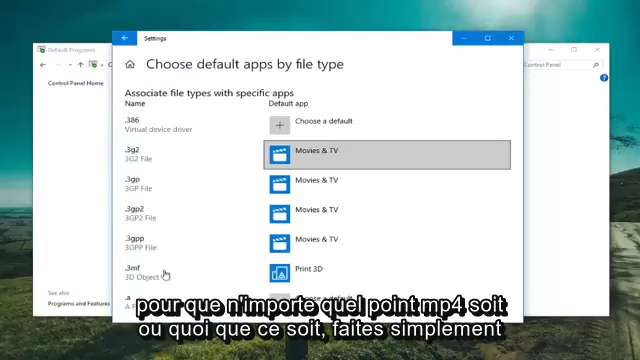 Default Programs
Settings
Control Panel
Control Panel Home
Choose default apps by file type
Associate file types with specific apps
Name
Default app
.386
Virtual device driver
Choose a default
.3g2
3G2 File
Movies & TV
.3gp
3GP File
Movies & TV
.3gp2
3GP2 File
Movies & TV
.3gpp
3GPP File
Movies & TV
.3mf
3D Object
Print 3D
See also
Programs and Features
.a
pour que n'importe quel point mp4 soit
ou quoi que ce soit, faites simplement